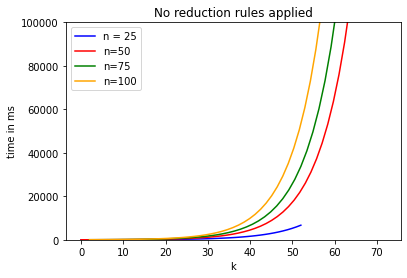 No reduction rules applied
n = 25
n=50
n=75
n=100
100000
80000
60000
40000
20000
0
time in ms
0 10 20 30 40 50 60 70
k